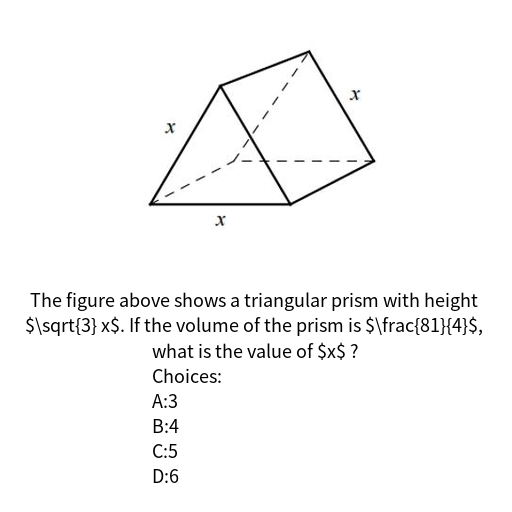 x
x
x
The figure above shows a triangular prism with height
$\sqrt{3} x$. If the volume of the prism is $\frac{81}{4}$,
what is the value of $x$ ?
Choices:
A:3
B:4
C:5
D:6